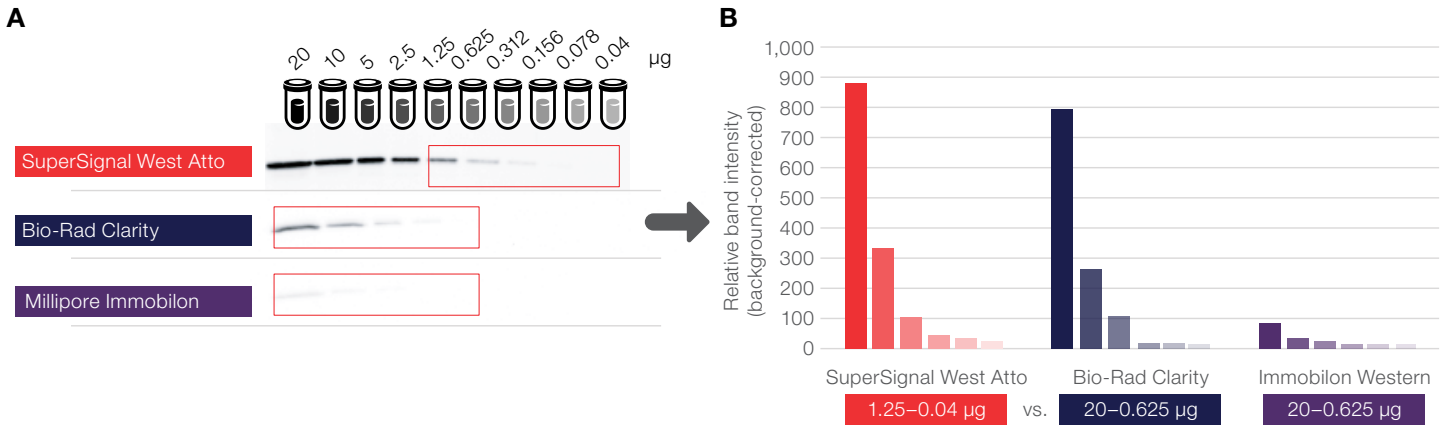 A
20 10 5 2.5 1.25 0.625 0.312 0.156 0.078 0.04 µg
SuperSignal West Atto
Bio-Rad Clarity
Millipore Immobilon
B
Relative band intensity
(background-corrected)
1,000
900
800
700
600
500
400
300
200
100
0
SuperSignal West Atto Bio-Rad Clarity Immobilon Western
1.25–0.04 µg vs. 20–0.625 µg 20–0.625 µg